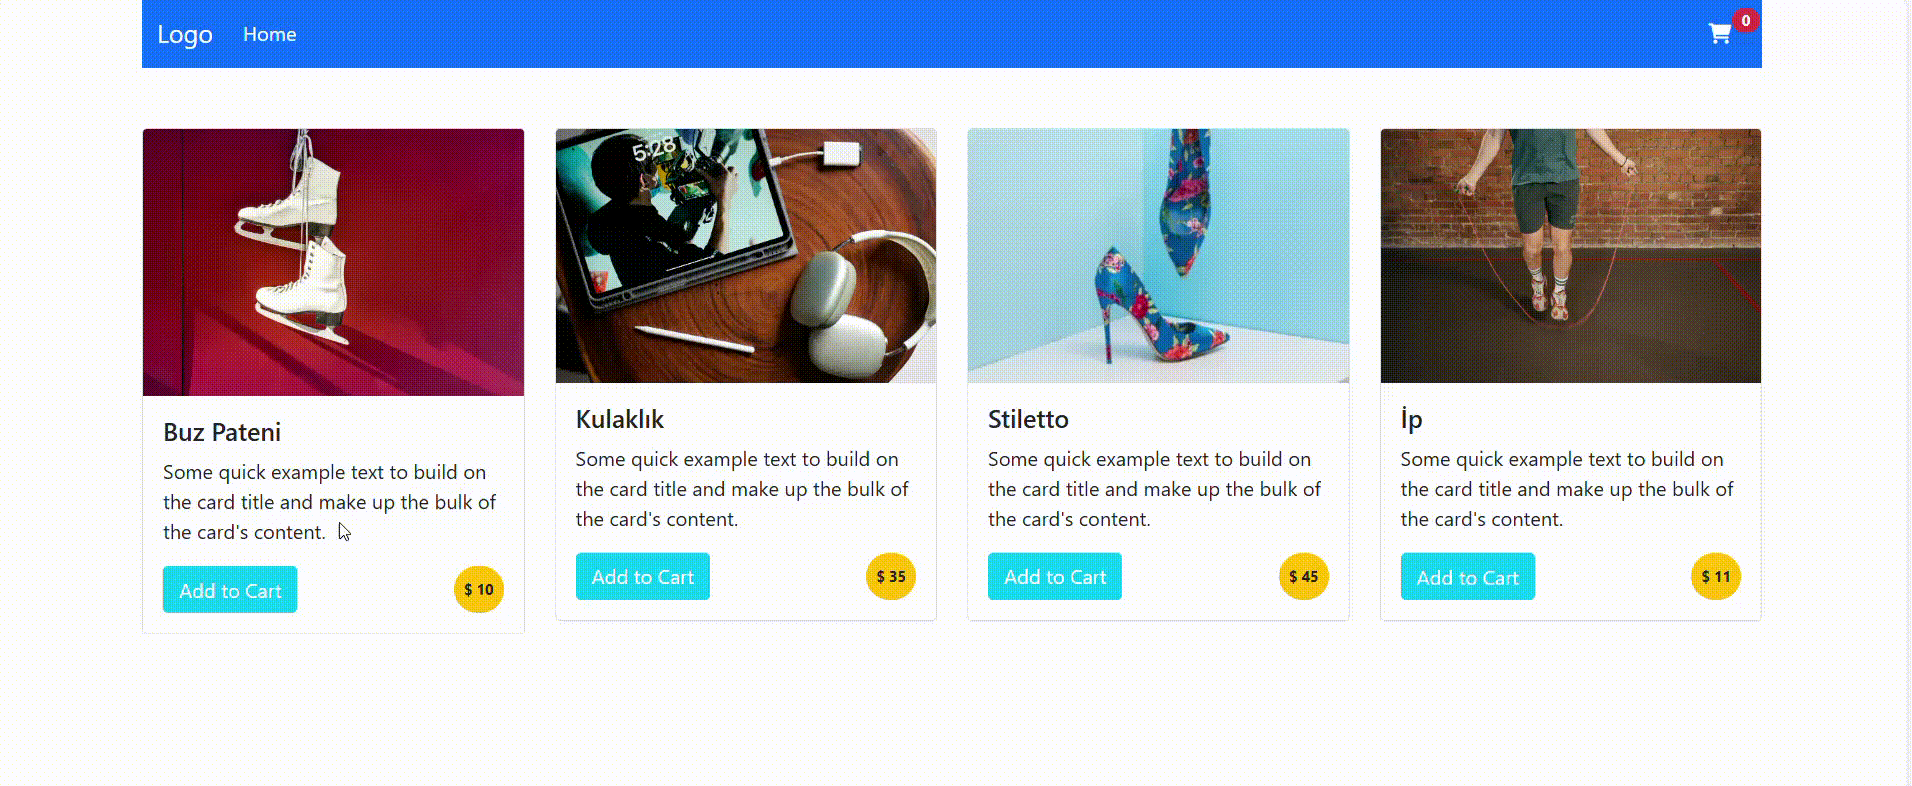 Logo
Home
0
5:28
Buz Pateni
Some quick example text to build on
the card title and make up the bulk of
the card's content.
Add to Cart
$ 10
Kulaklık
Some quick example text to build on
the card title and make up the bulk of
the card's content.
Add to Cart
$ 35
Stiletto
Some quick example text to build on
the card title and make up the bulk of
the card's content.
Add to Cart
$ 45
İp
Some quick example text to build on
the card title and make up the bulk of
the card's content.
Add to Cart
$ 11